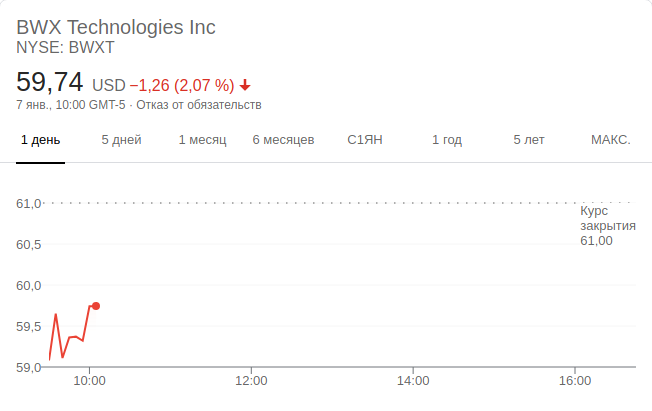 BWX Technologies Inc
NYSE: BWXT
59,74 USD −1,26 (2,07 %)
7 янв., 10:00 GMT-5 · Отказ от обязательств
1 день 5 дней 1 месяц 6 месяцев С1ЯН 1 год 5 лет МАКС.
61,0
Курс
закрытия
61,00
60,5
60,0
59,5
59,0
10:00 12:00 14:00 16:00